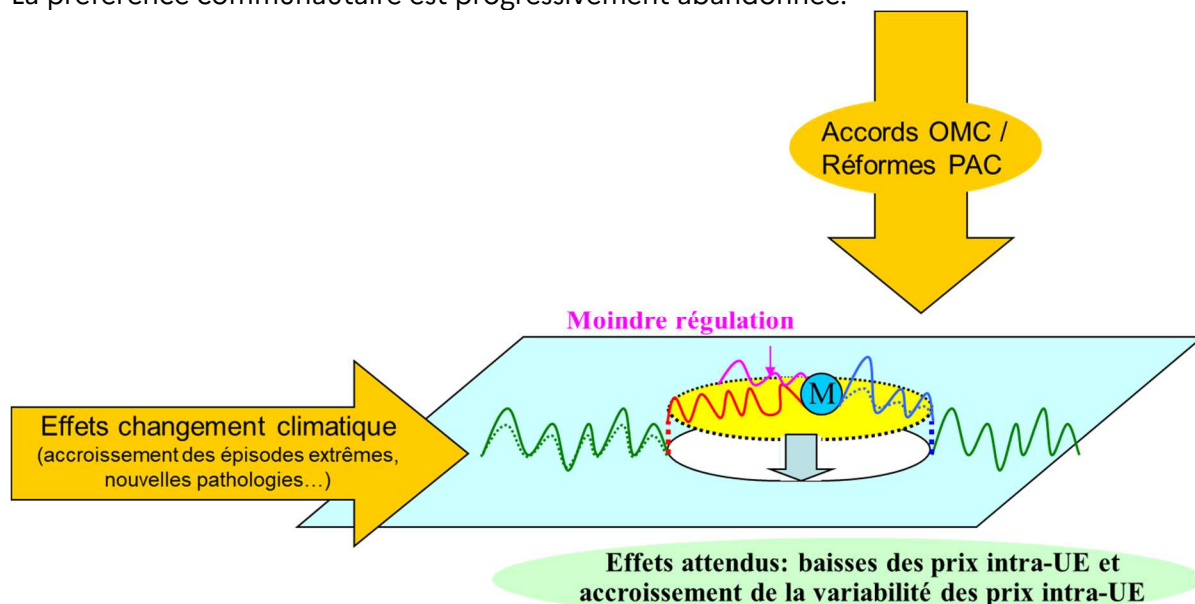 La préférence communautaire est progressivement abandonnée.
Accords OMC /
Réformes PAC
Moindre régulation
M
Effets changement climatique
(accroissement des épisodes extrêmes,
nouvelles pathologies…)
Effets attendus: baisses des prix intra-UE et
accroissement de la variabilité des prix intra-UE